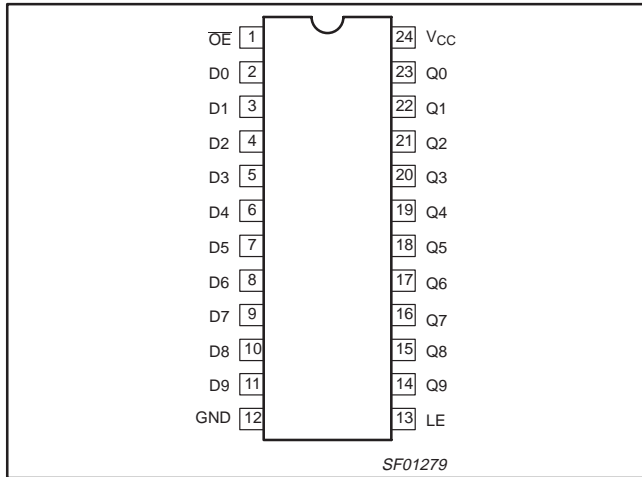 OE 1 24 VCC
D0 2 23 Q0
D1 3 22 Q1
D2 4 21 Q2
D3 5 20 Q3
D4 6 19 Q4
D5 7 18 Q5
D6 8 17 Q6
D7 9 16 Q7
D8 10 15 Q8
D9 11 14 Q9
GND 12 13 LE
SF01279